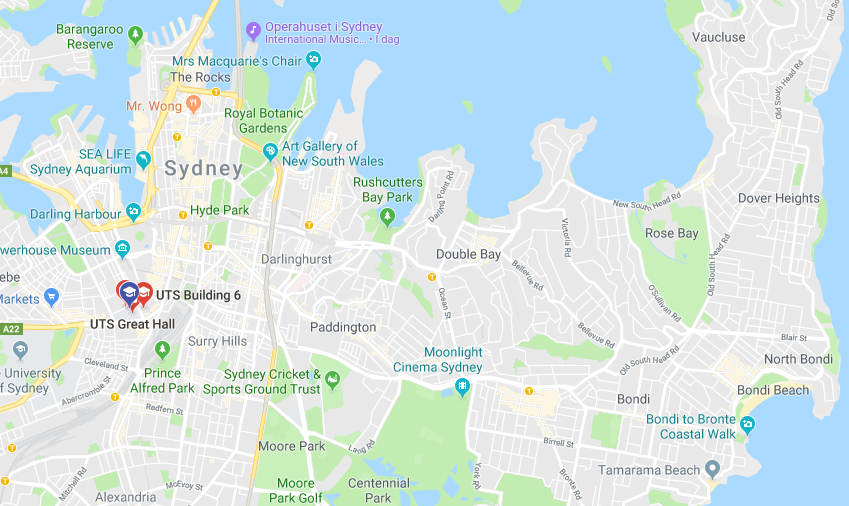 Barangaroo
Reserve
Operahuset i Sydney
International Music... • I dag
Vaucluse
Old South Head Rd
Mrs Macquarie's Chair
The Rocks
Mr. Wong
Royal Botanic
Gardens
SEA LIFE
Sydney Aquarium
Sydney
Art Gallery of
New South Wales
A4
Rushcutters
Bay Park
Darling Point Rd
New South Head Rd
Dover Heights
Darling Harbour
Hyde Park
Victoria Rd
Rose Bay
Old South Head Rd
werhouse Museum
Darlinghurst
Double Bay
Bellevue Rd
ebe
Markets
UTS Building 6
UTS Great Hall
A22
Ocean St
O'Sullivan Rd
Paddington
Bellevue Rd
Surry Hills
Blair St
Moonlight
Cinema Sydney
Old South Head Rd
North Bondi
e University
f Sydney
Cleveland St
Prince
Alfred Park
Abercrombie St
Sydney Cricket &
Sports Ground Trust
Bondi
Bondi Beach
Redfern St
Bondi to Bronte
Coastal Walk
Moore Park
Lang Rd
Birrell St
Tamarama Beach
York Rd
Bronte Rd
Mitchell Rd
McEvoy St
Alexandria
Moore
Park Golf
Centennial
Park